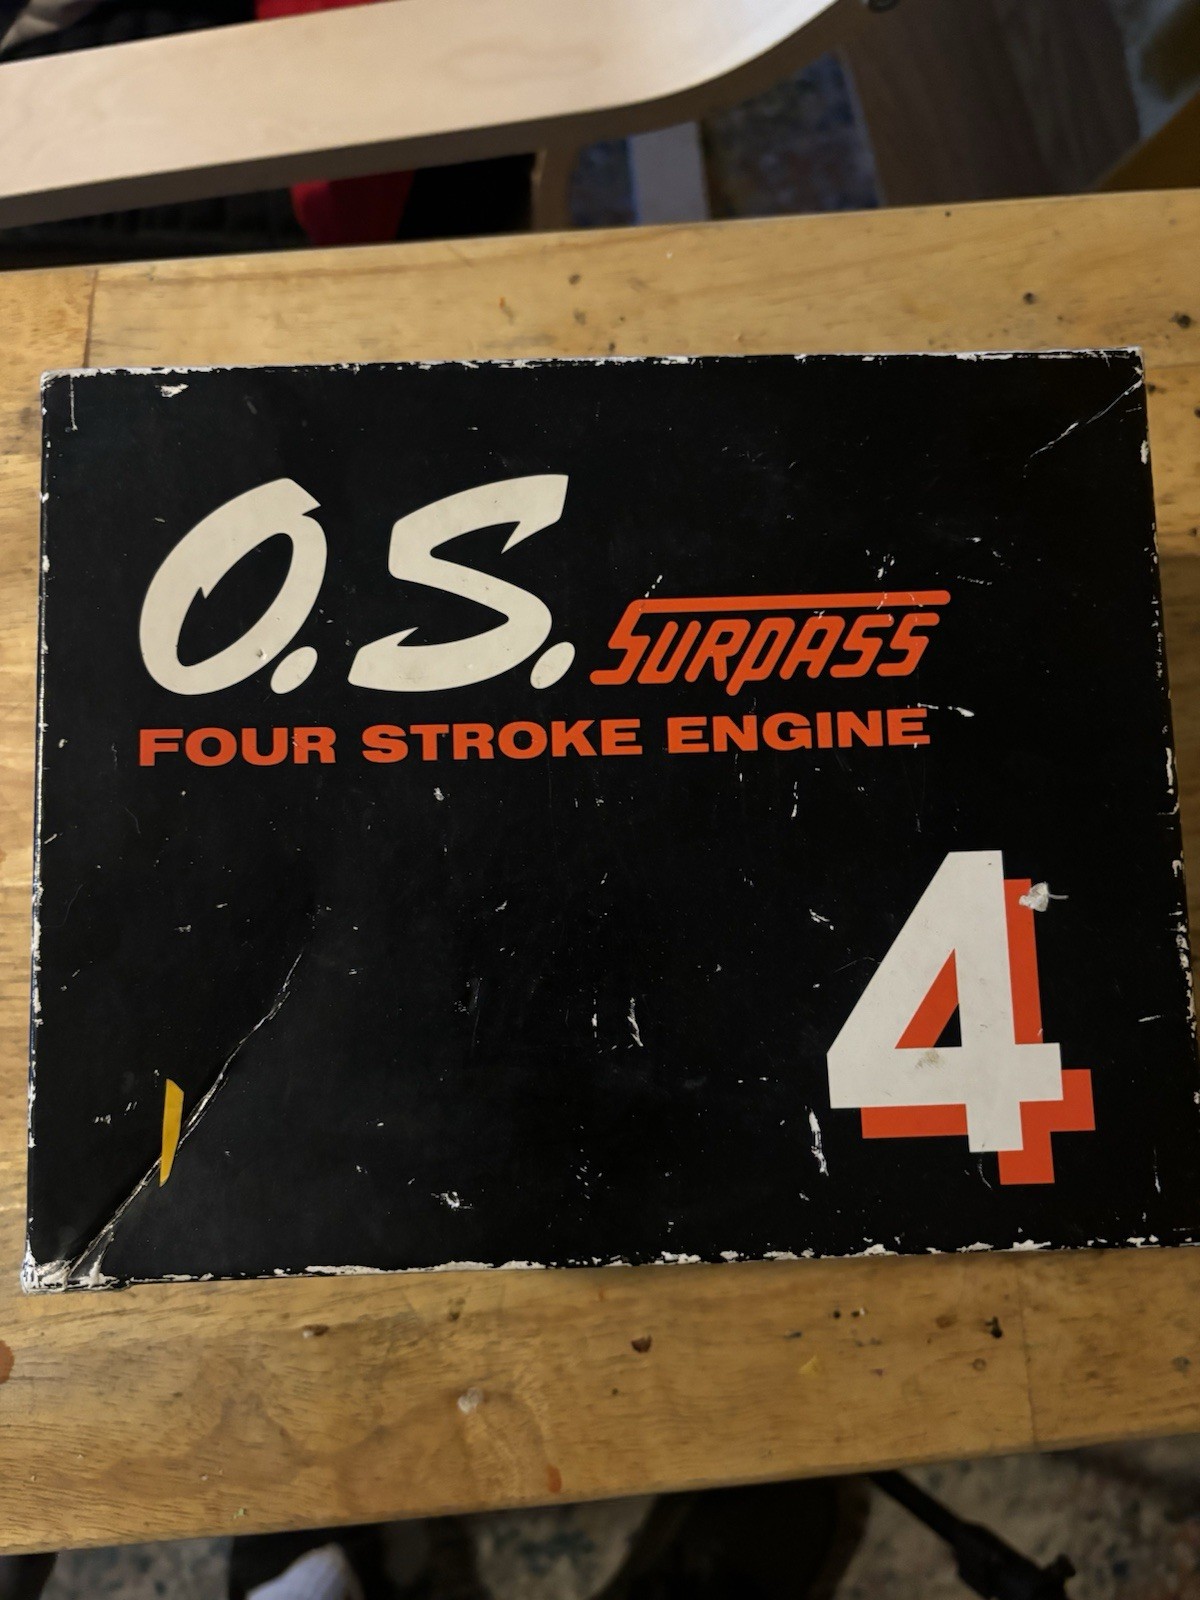 O.S. SURPASS
FOUR STROKE ENGINE
4